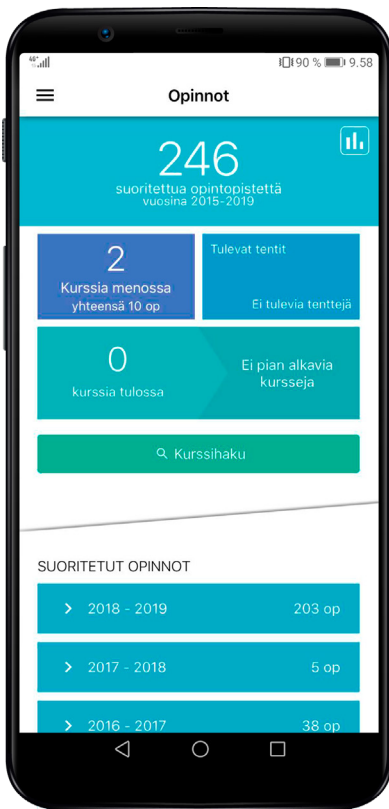 4G 90 % 9.58
Opinnot
246
suoritettua opintopistettä
vuosina 2015-2019
2
Kurssia menossa
yhteensä 10 op
Tulevat tentit
Ei tulevia tenttejä
0
kurssia tulossa
Ei pian alkavia
kursseja
Kurssihaku
SUORITETUT OPINNOT
2018 - 2019 203 op
2017 - 2018 5 op
2016 - 2017 38 op